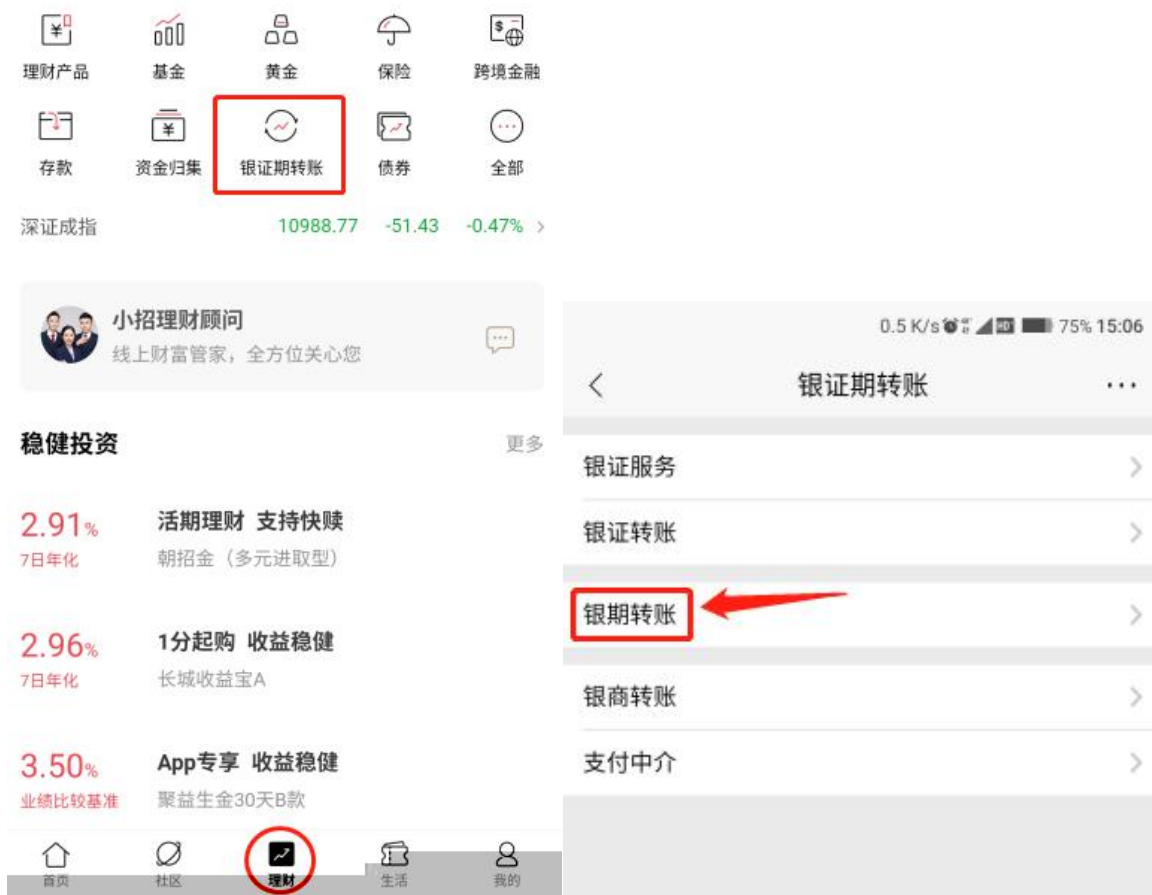 理财产品 基金 黄金 保险 跨境金融
存款 资金归集 银证期转账 债券 全部
深证成指 10988.77 -51.43 -0.47%
小招理财顾问
线上财富管家，全方位关心您
稳健投资 更多
2.91% 活期理财 支持快赎
7日年化 朝招金（多元进取型）
2.96% 1分起购 收益稳健
7日年化 长城收益宝A
3.50% App专享 收益稳健
业绩比较基准 聚益生金30天B款
首页 社区 理财 生活 我的
0.5 K/s HD 75% 15:06
银证期转账
银证服务
银证转账
银期转账
银商转账
支付中介